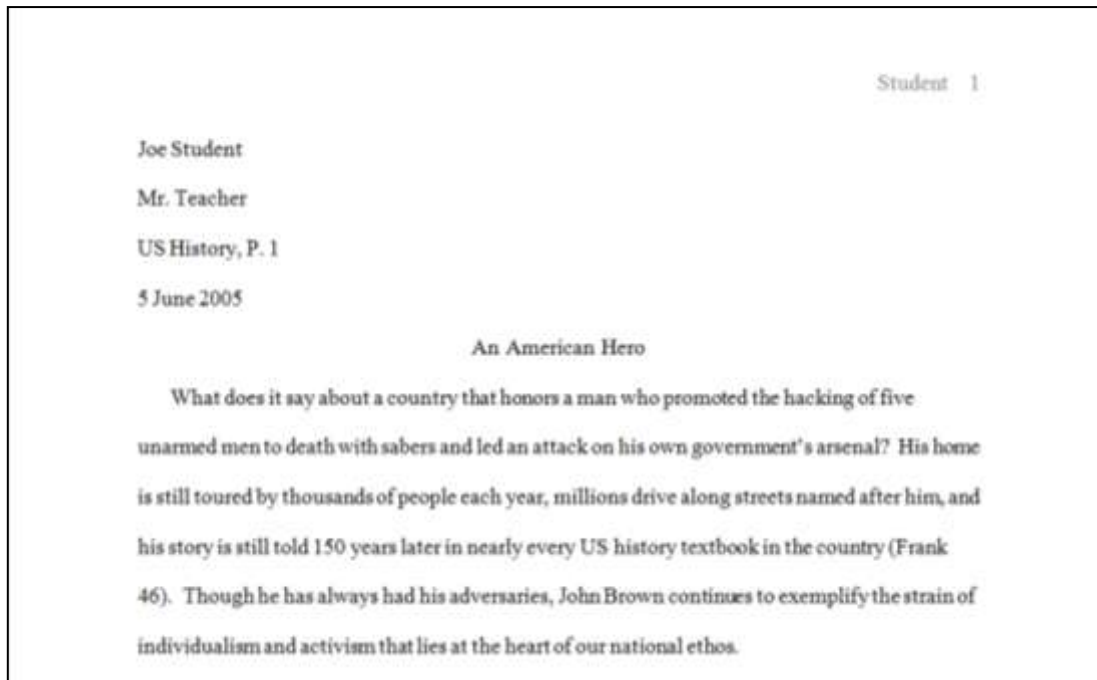 Student 1
Joe Student
Mr. Teacher
US History, P. 1
5 June 2005
An American Hero
What does it say about a country that honors a man who promoted the hacking of five
unarmed men to death with sabers and led an attack on his own government's arsenal?  His home
is still toured by thousands of people each year, millions drive along streets named after him, and
his story is still told 150 years later in nearly every US history textbook in the country (Frank
46).  Though he has always had his adversaries, John Brown continues to exemplify the strain of
individualism and activism that lies at the heart of our national ethos.